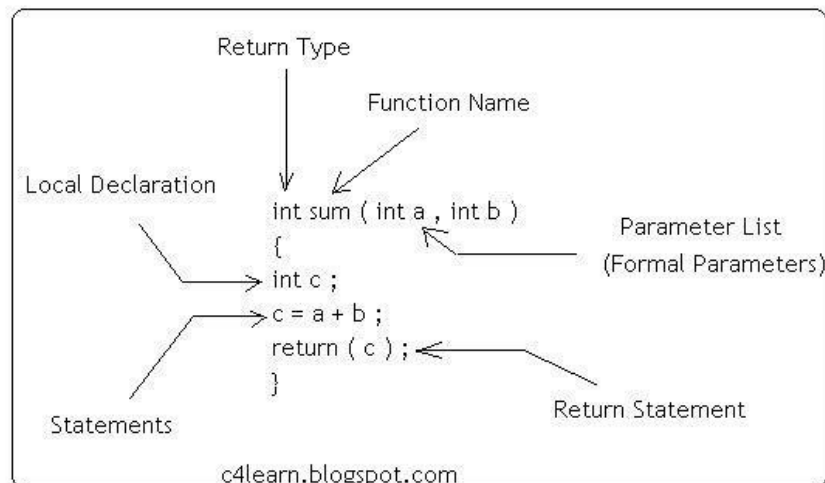 Return Type
Function Name
Local Declaration
int sum ( int a , int b )
Parameter List
(Formal Parameters)
{
int c ;
c = a + b ;
return ( c ) ;
}
Return Statement
Statements
c4learn.blogspot.com